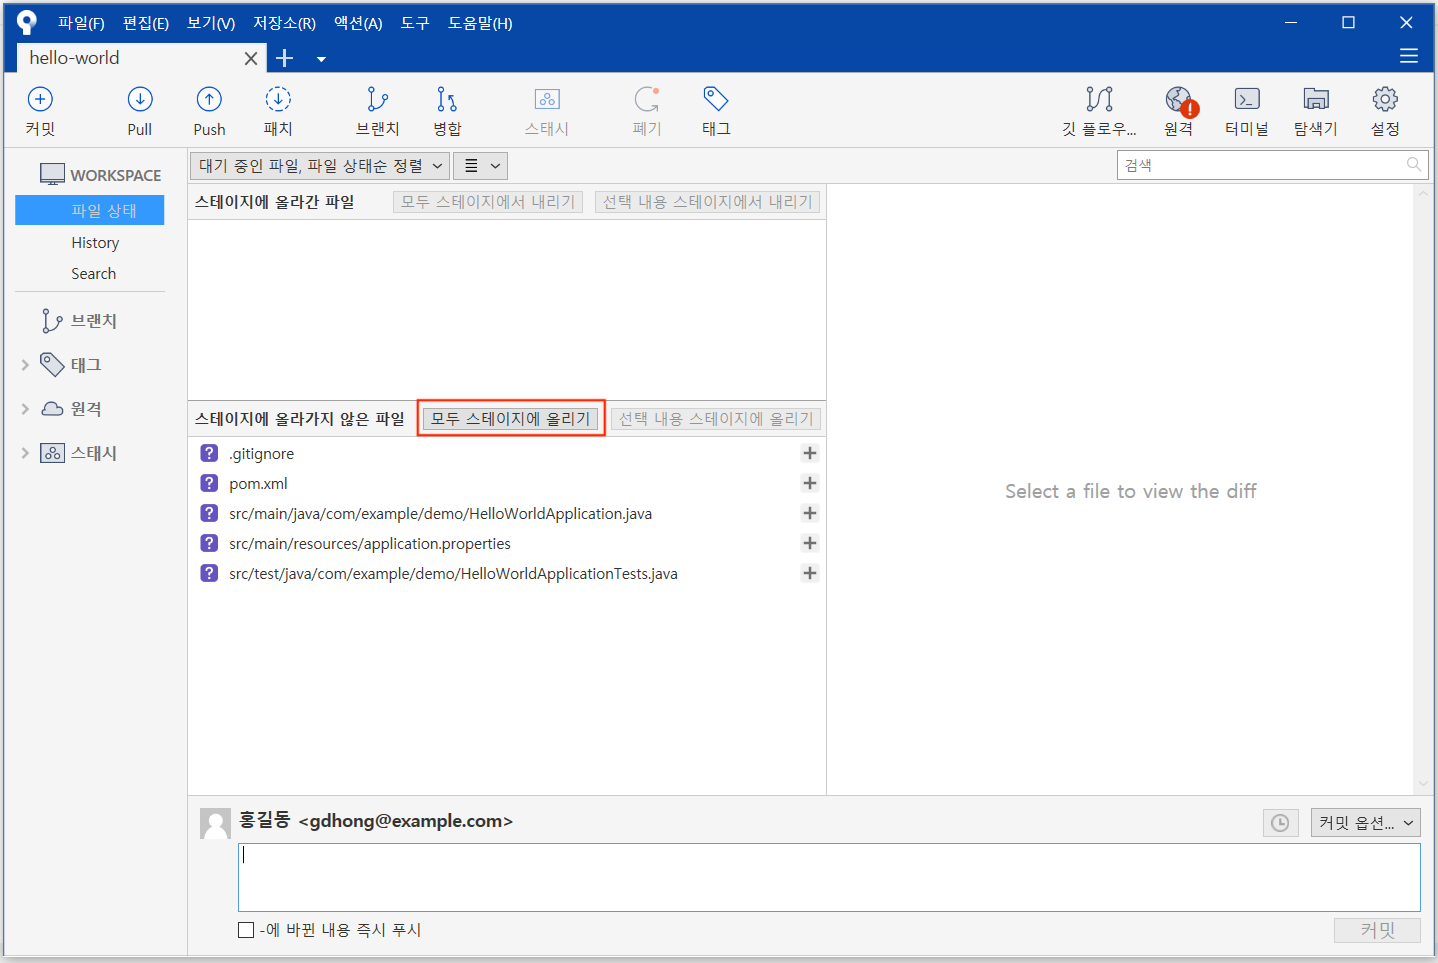 파일(F) 편집(E) 보기(V) 저장소(R) 액션(A) 도구 도움말(H)
hello-world
커밋 Pull Push 패치 브랜치 병합 스태시 폐기 태그 깃 플로우... 원격 터미널 탐색기 설정
WORKSPACE
파일 상태
History
Search
브랜치
태그
원격
스태시
대기 중인 파일, 파일 상태순 정렬
검색
스테이지에 올라간 파일 모두 스테이지에서 내리기 선택 내용 스테이지에서 내리기
스테이지에 올라가지 않은 파일 모두 스테이지에 올리기 선택 내용 스테이지에 올리기
.gitignore
pom.xml
src/main/java/com/example/demo/HelloWorldApplication.java
src/main/resources/application.properties
src/test/java/com/example/demo/HelloWorldApplicationTests.java
Select a file to view the diff
홍길동 <gdhong@example.com>
커밋 옵션...
-에 바뀐 내용 즉시 푸시
커밋